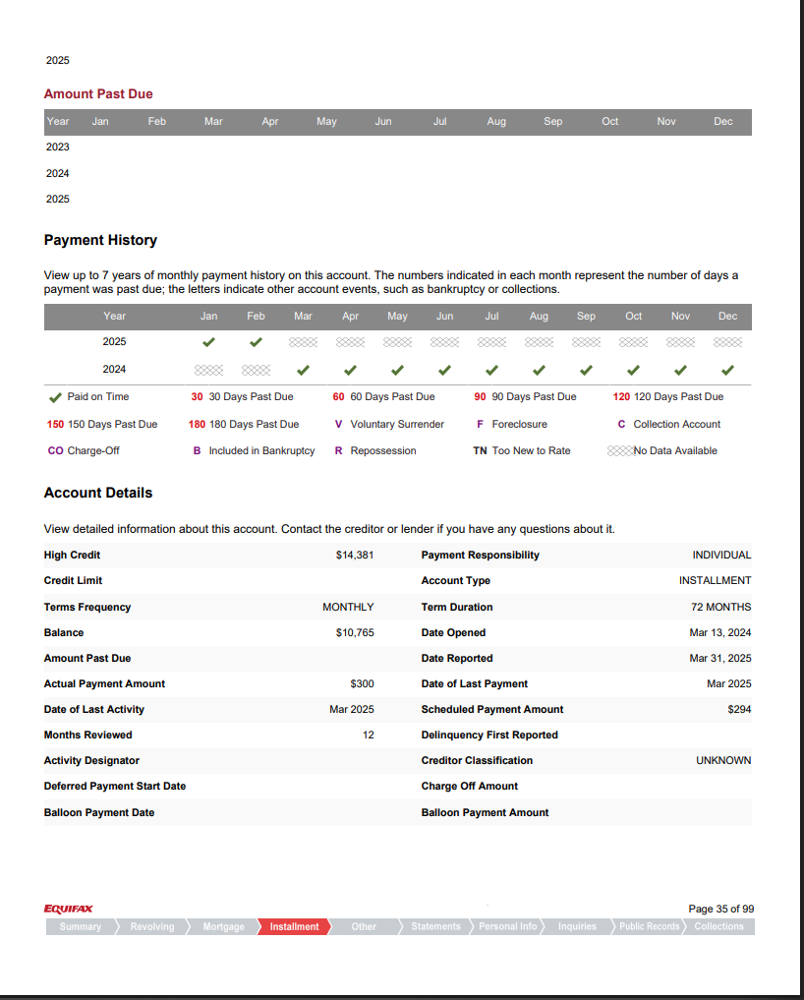 2025
Amount Past Due
Year Jan Feb Mar Apr May Jun Jul Aug Sep Oct Nov Dec
2023
2024
2025
Payment History
View up to 7 years of monthly payment history on this account. The numbers indicated in each month represent the number of days a
payment was past due; the letters indicate other account events, such as bankruptcy or collections.
Year Jan Feb Mar Apr May Jun Jul Aug Sep Oct Nov Dec
2025
2024
Paid on Time 30 30 Days Past Due 60 60 Days Past Due 90 90 Days Past Due 120 120 Days Past Due
150 150 Days Past Due 180 180 Days Past Due V Voluntary Surrender F Foreclosure C Collection Account
CO Charge-Off B Included in Bankruptcy R Repossession TN Too New to Rate No Data Available
Account Details
View detailed information about this account. Contact the creditor or lender if you have any questions about it.
High Credit $14,381 Payment Responsibility INDIVIDUAL
Credit Limit Account Type INSTALLMENT
Terms Frequency MONTHLY Term Duration 72 MONTHS
Balance $10,765 Date Opened Mar 13, 2024
Amount Past Due Date Reported Mar 31, 2025
Actual Payment Amount $300 Date of Last Payment Mar 2025
Date of Last Activity Mar 2025 Scheduled Payment Amount $294
Months Reviewed 12 Delinquency First Reported
Activity Designator Creditor Classification UNKNOWN
Deferred Payment Start Date Charge Off Amount
Balloon Payment Date Balloon Payment Amount
EQUIFAX Page 35 of 99
Summary Revolving Mortgage Installment Other Statements Personal Info Inquiries Public Records Collections